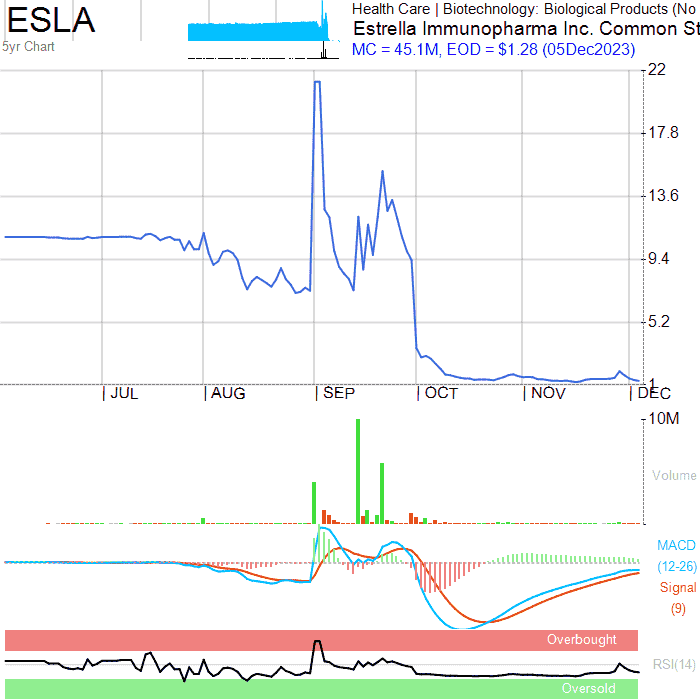 ESLA
5yr Chart
Health Care | Biotechnology: Biological Products (No
Estrella Immunopharma Inc. Common St
MC = 45.1M, EOD = $1.28 (05Dec2023)
22
17.8
13.6
9.4
5.2
1
| JUL | AUG | SEP | OCT | NOV | DEC
10M
Volume
MACD
(12-26)
Signal
(9)
Overbought
RSI(14)
Oversold